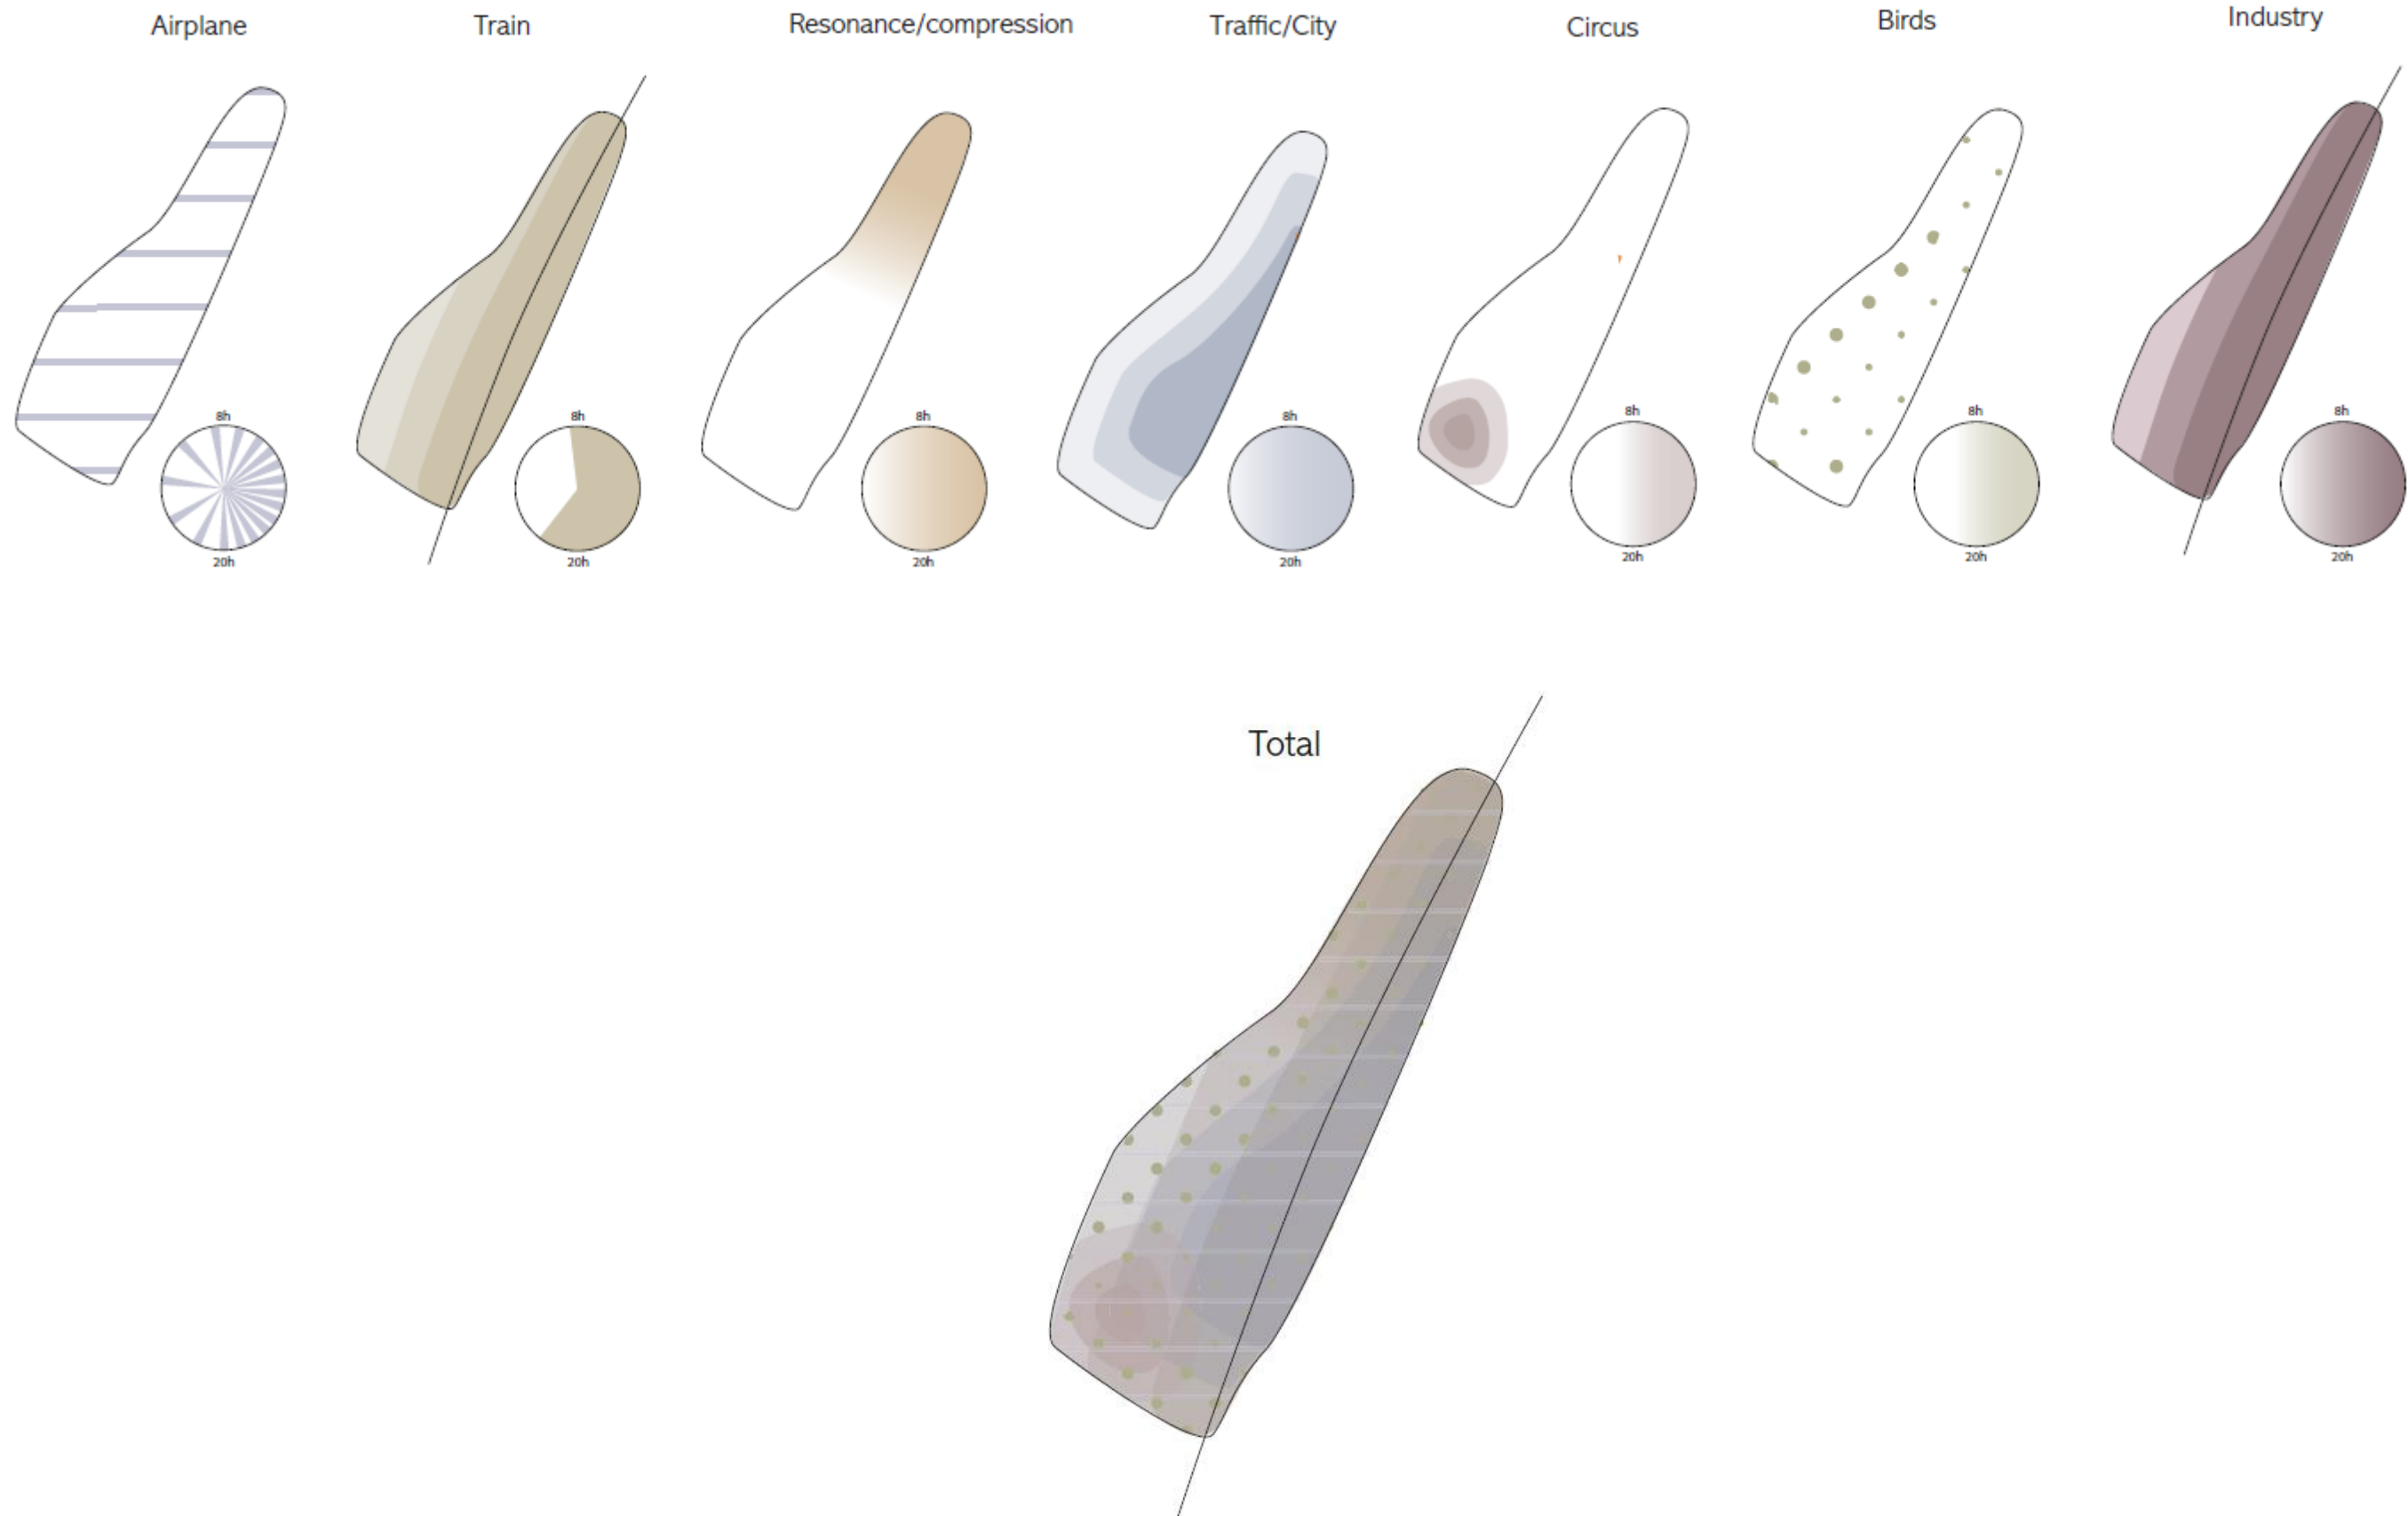 Airplane
Train
Resonance/compression
Traffic/City
Circus
Birds
Industry
8h
20h
8h
20h
8h
20h
8h
20h
8h
20h
8h
20h
8h
20h
Total